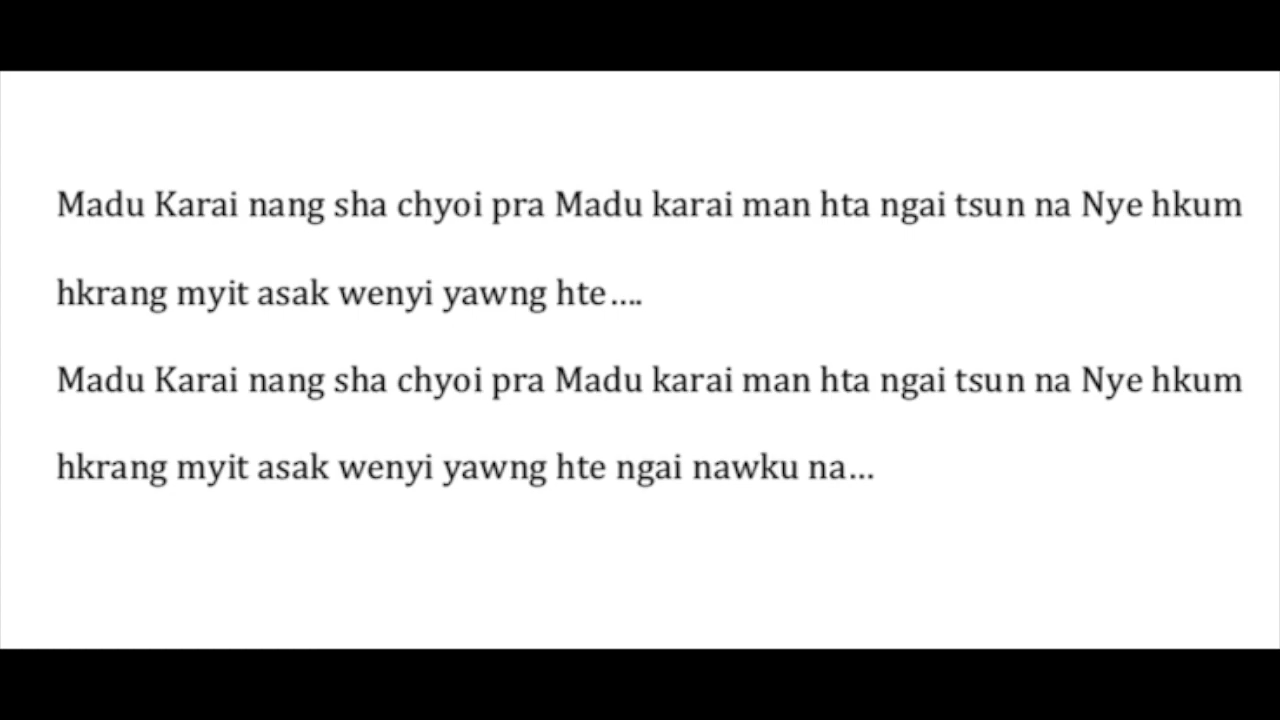 Madu Karai nang sha chyoi pra Madu karai man hta ngai tsun na Nye hkum
hkrang myit asak wenyi yawng hte....
Madu Karai nang sha chyoi pra Madu karai man hta ngai tsun na Nye hkum
hkrang myit asak wenyi yawng hte ngai nawku na...